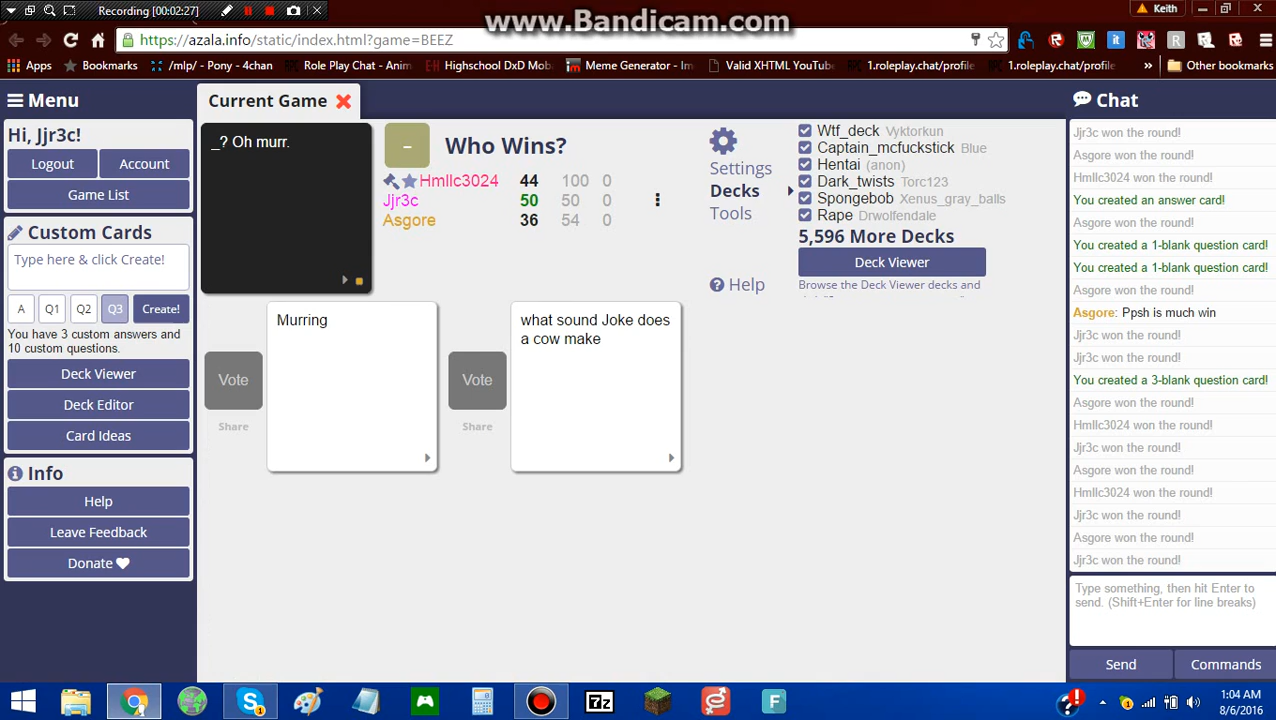 Recording [00:02:27]
www.Bandicam.com
Keith
https://azala.info/static/index.html?game=BEEZ
Apps
Bookmarks
/mlp/ - Pony - 4chan
Role Play Chat - Anim
Highschool DxD Mob
Meme Generator - Im
Valid XHTML YouTub
1.roleplay.chat/profile
1.roleplay.chat/profile
»
Other bookmarks
Menu
Hi, Jjr3c!
Logout
Account
Game List
Custom Cards
Type here & click Create!
A
Q1
Q2
Q3
Create!
You have 3 custom answers and
10 custom questions.
Deck Viewer
Deck Editor
Card Ideas
Info
Help
Leave Feedback
Donate
Current Game
_? Oh murr.
–
Who Wins?
Hmllc3024 44 100 0
Jjr3c 50 50 0
Asgore 36 54 0
Settings
Decks
Tools
Help
Wtf_deck Vyktorkun
Captain_mcfuckstick Blue
Hentai (anon)
Dark_twists Torc123
Spongebob Xenus_gray_balls
Rape Drwolfendale
5,596 More Decks
Deck Viewer
Browse the Deck Viewer decks and
Vote
Share
Murring
Vote
Share
what sound Joke does
a cow make
Chat
Jjr3c won the round!
Asgore won the round!
Hmllc3024 won the round!
You created an answer card!
Asgore won the round!
You created a 1-blank question card!
You created a 1-blank question card!
Asgore won the round!
Asgore: Ppsh is much win
Jjr3c won the round!
Jjr3c won the round!
You created a 3-blank question card!
Asgore won the round!
Hmllc3024 won the round!
Jjr3c won the round!
Asgore won the round!
Hmllc3024 won the round!
Jjr3c won the round!
Asgore won the round!
Jjr3c won the round!
Type something, then hit Enter to
send. (Shift+Enter for line breaks)
Send
Commands
1:04 AM
8/6/2016